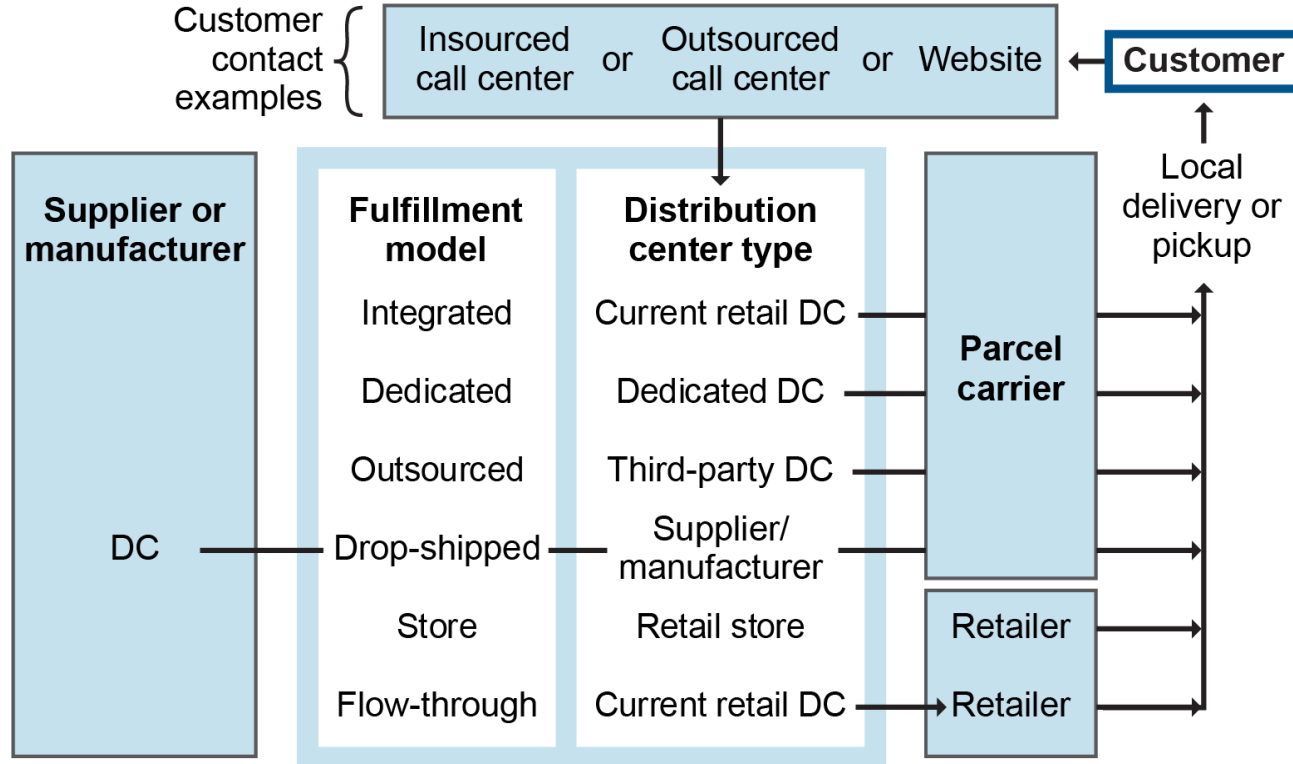 Customer
contact
examples
Insourced
call center
or
Outsourced
call center
or
Website
Customer
Supplier or
manufacturer
Fulfillment
model
Distribution
center type
Local
delivery or
pickup
Integrated
Current retail DC
Parcel
carrier
Dedicated
Dedicated DC
Outsourced
Third-party DC
DC
Drop-shipped
Supplier/
manufacturer
Store
Retail store
Retailer
Flow-through
Current retail DC
Retailer